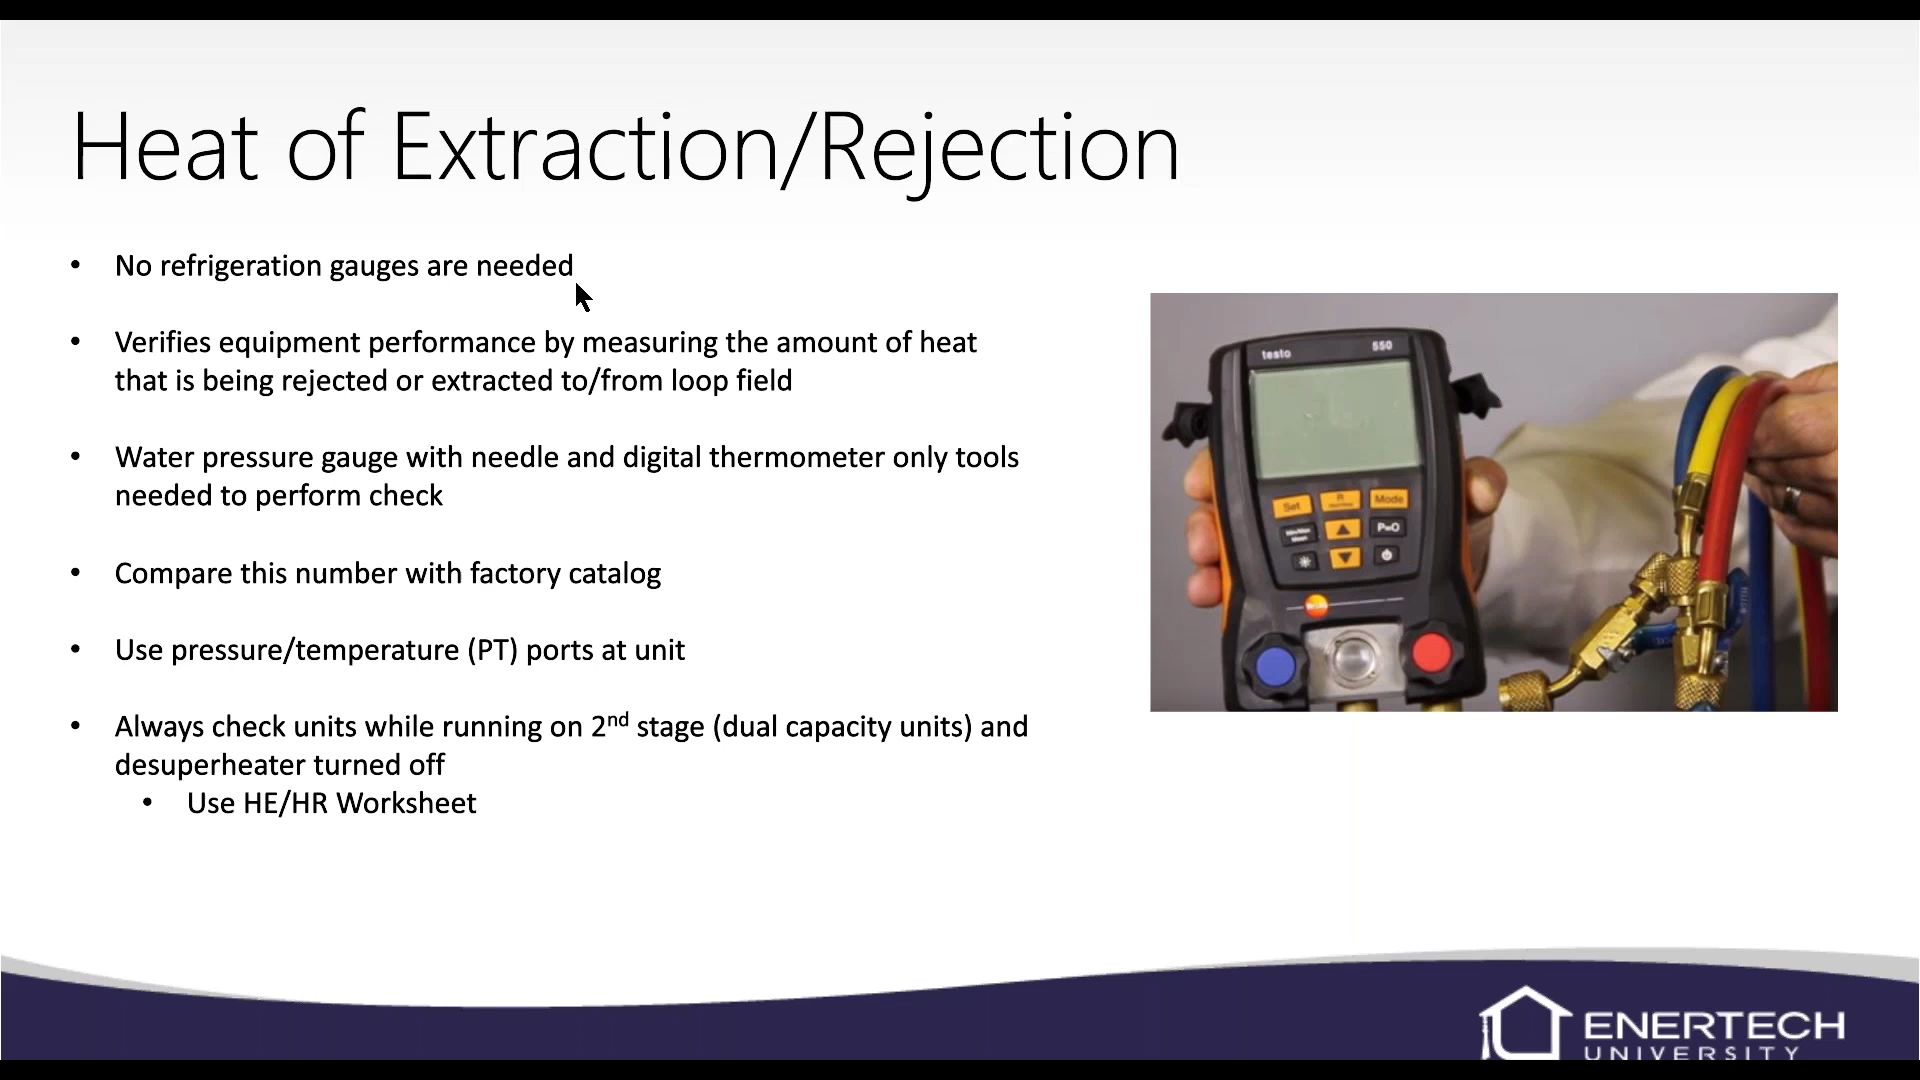 Heat of Extraction/Rejection
• No refrigeration gauges are needed
• Verifies equipment performance by measuring the amount of heat
that is being rejected or extracted to/from loop field
• Water pressure gauge with needle and digital thermometer only tools
needed to perform check
• Compare this number with factory catalog
• Use pressure/temperature (PT) ports at unit
• Always check units while running on 2nd stage (dual capacity units) and
desuperheater turned off
• Use HE/HR Worksheet
testo 550
Set R Mode
P=0
ENERTECH
UNIVERSITY